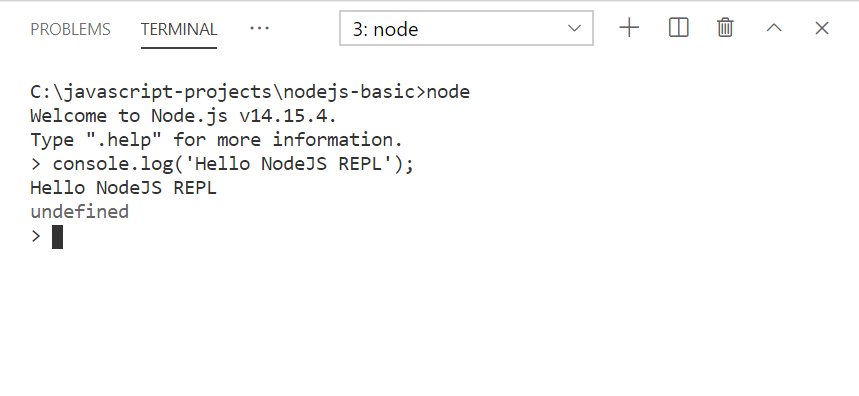 PROBLEMS TERMINAL ··· 3: node
C:\javascript-projects\nodejs-basic>node
Welcome to Node.js v14.15.4.
Type ".help" for more information.
> console.log('Hello NodeJS REPL');
Hello NodeJS REPL
undefined
>